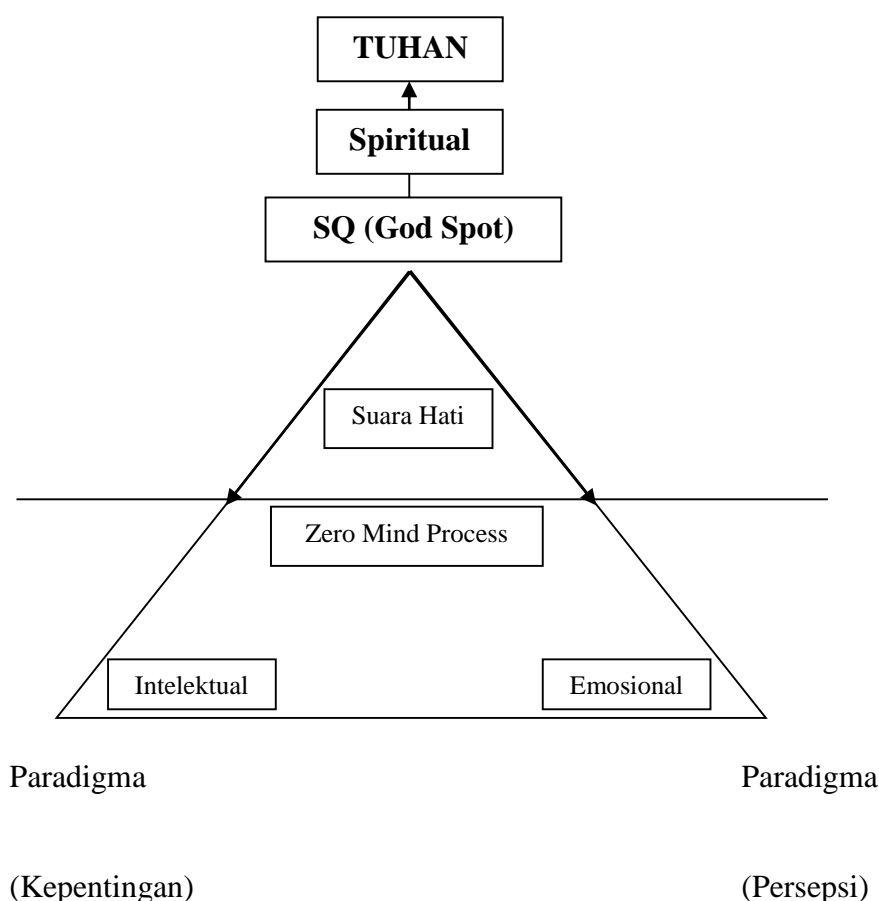 TUHAN
Spiritual
SQ (God Spot)
Suara Hati
Zero Mind Process
Intelektual
Emosional
Paradigma
Paradigma
(Kepentingan)
(Persepsi)